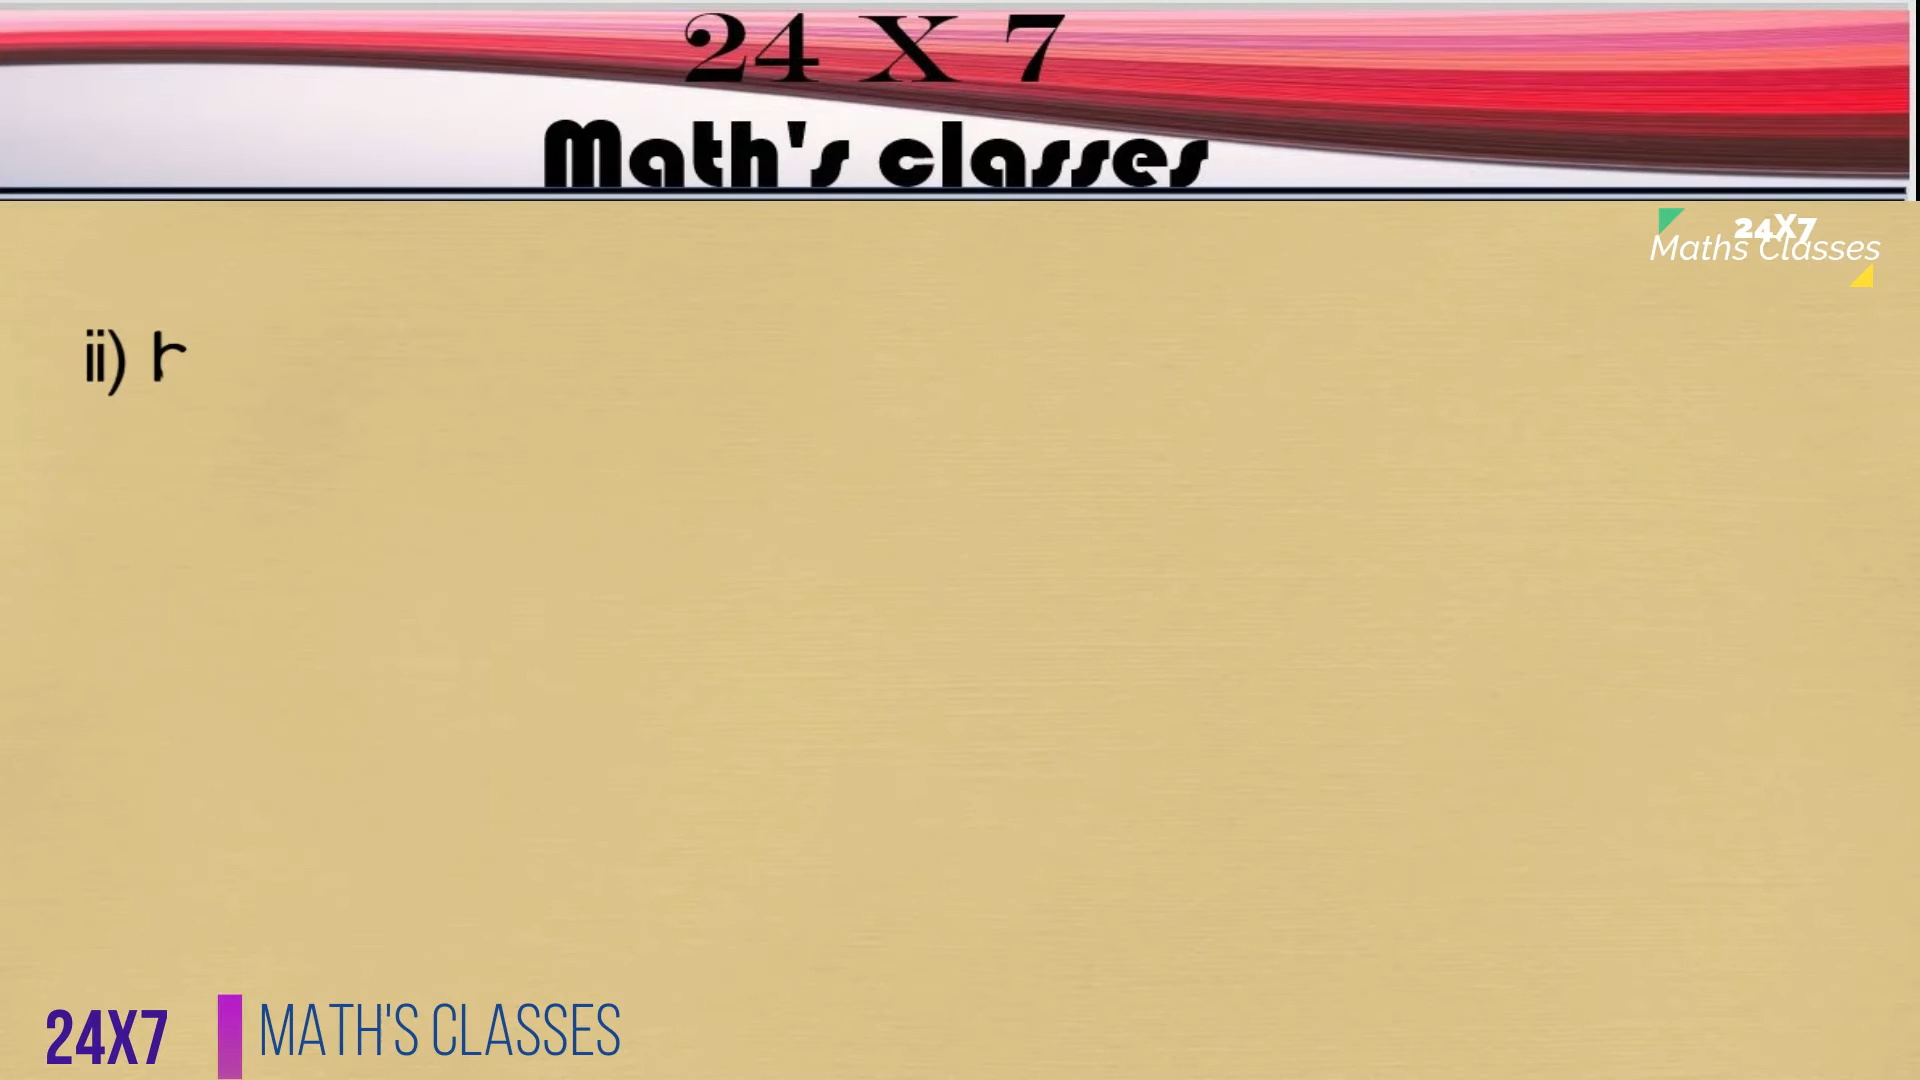 24 X 7
Math's classes
24X7
Maths Classes
ii)
24X7
MATH'S CLASSES